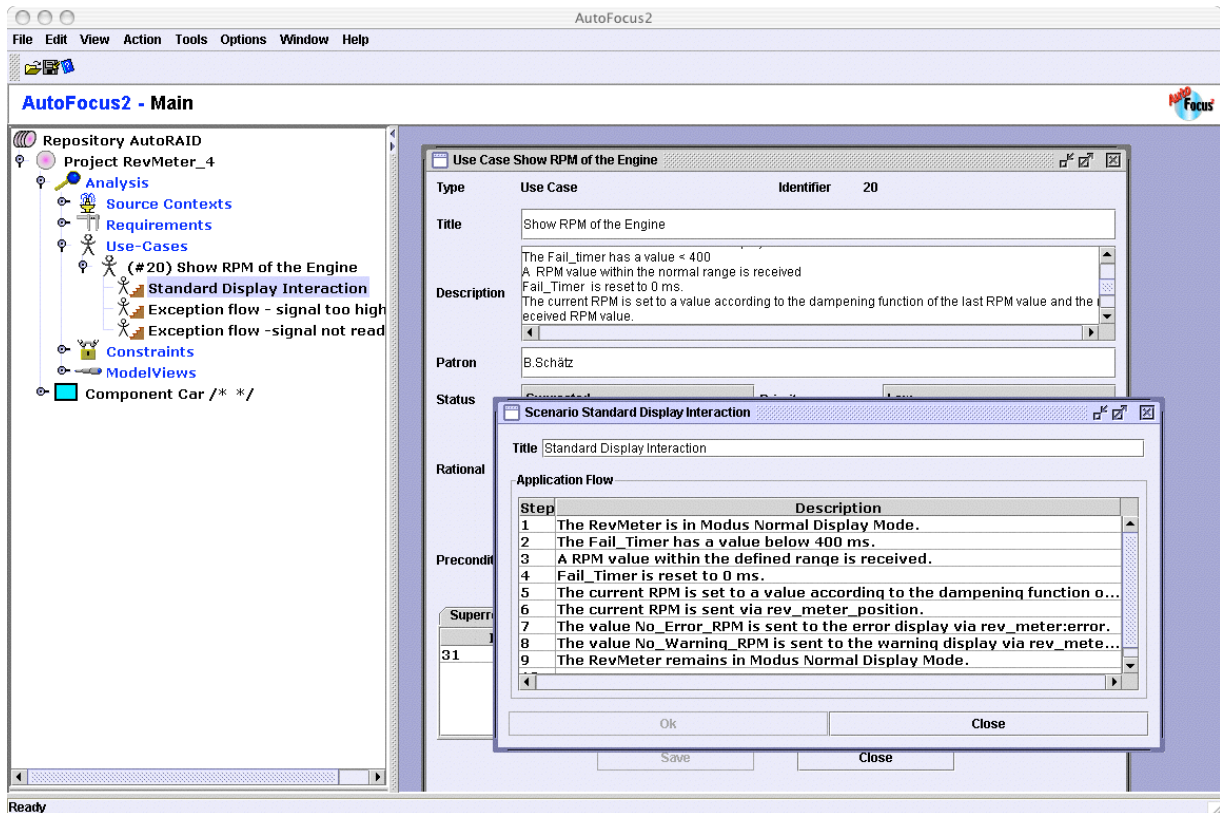 AutoFocus2
File Edit View Action Tools Options Window Help
AutoFocus2 - Main
Auto Focus2
Repository AutoRAID
Project RevMeter_4
Analysis
Source Contexts
Requirements
Use-Cases
(#20) Show RPM of the Engine
Standard Display Interaction
Exception flow - signal too high
Exception flow -signal not read
Constraints
ModelViews
Component Car /* */
Use Case Show RPM of the Engine
Type Use Case Identifier 20
Title Show RPM of the Engine
Description
The Fail_timer has a value < 400
A RPM value within the normal range is received
Fail_Timer is reset to 0 ms.
The current RPM is set to a value according to the dampening function of the last RPM value and the
eceived RPM value.
Patron B.Schätz
Status
Rational
Precondit
Superr
31
Scenario Standard Display Interaction
Title Standard Display Interaction
Application Flow
Step Description
1 The RevMeter is in Modus Normal Display Mode.
2 The Fail_Timer has a value below 400 ms.
3 A RPM value within the defined range is received.
4 Fail_Timer is reset to 0 ms.
5 The current RPM is set to a value according to the dampening function o...
6 The current RPM is sent via rev_meter_position.
7 The value No_Error_RPM is sent to the error display via rev_meter:error.
8 The value No_Warning_RPM is sent to the warning display via rev_mete...
9 The RevMeter remains in Modus Normal Display Mode.
Ok Close
Save Close
Ready